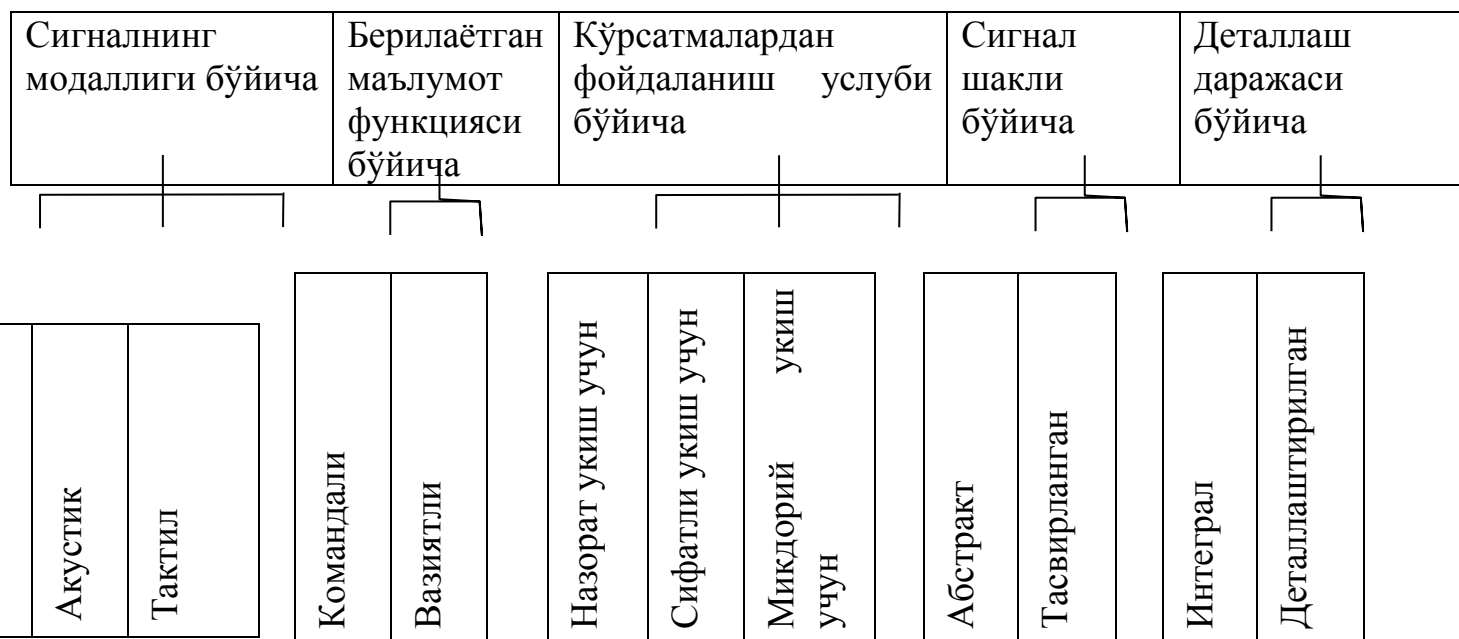 Сигналнинг
модаллиги бўйича
Берилаётган
маълумот
функцияси
бўйича
Кўрсатмалардан
фойдаланиш услуби
бўйича
Сигнал
шакли
бўйича
Деталлаш
даражаси
бўйича
Акустик
Тактил
Командали
Вазиятли
Назорат укиш учун
Сифатли укиш учун
Микдорий укиш
учун
Абстракт
Тасвирланган
Интеграл
Деталлаштирилган